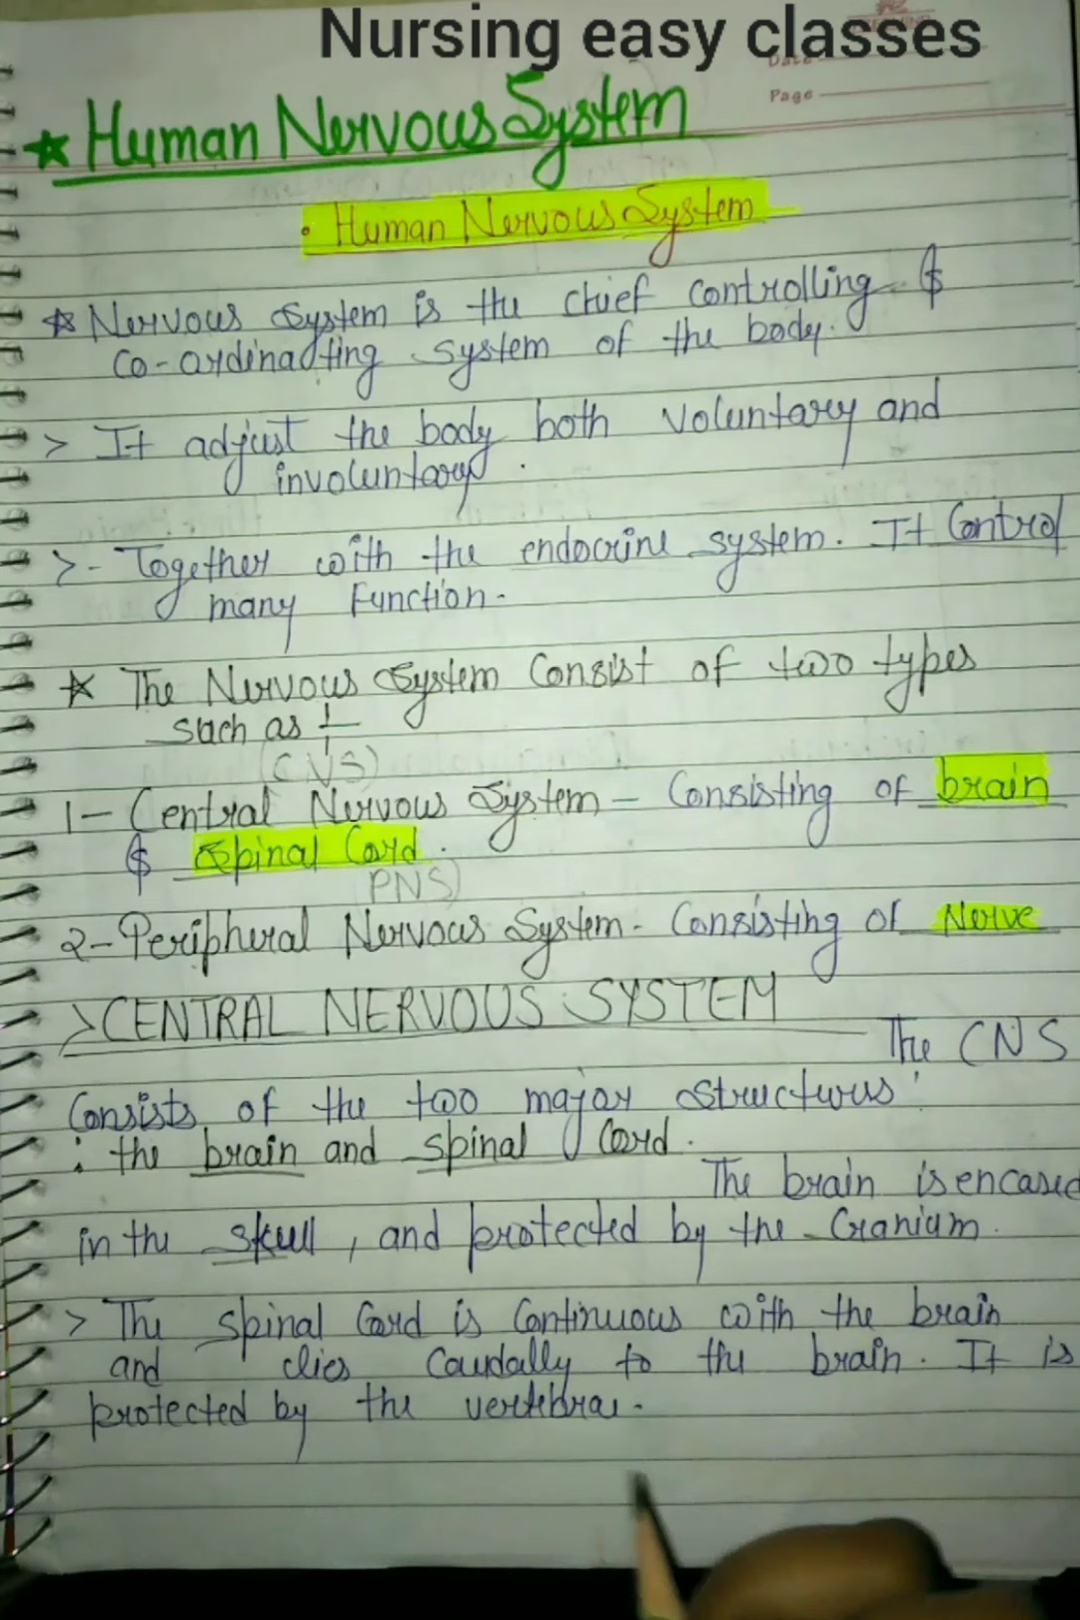 Nursing easy classes
Date
Page
☆ Human Nervous System
• Human Nervous System
☆ Nervous System is the chief controlling &
co-ordinadting system of the body.
> It adjust the body both voluntary and
involuntary.
>- Together with the endocrine system. It Control
many function.
☆ The Nervous System Consist of two types
such as :-
(CNS)
1- Central Nervous System - Consisting of brain
& Spinal Cord.
PNS)
2- Peripheral Nervous System - Consisting of Nerve
>CENTRAL NERVOUS SYSTEM
The CNS
Consists of the two major structures:
: the brain and spinal Cord.
The brain is encased
in the skull, and protected by the Cranium.
> The spinal Cord is Continuous with the brain
and clies Caudally to the brain. It is
protected by the vertebrae.